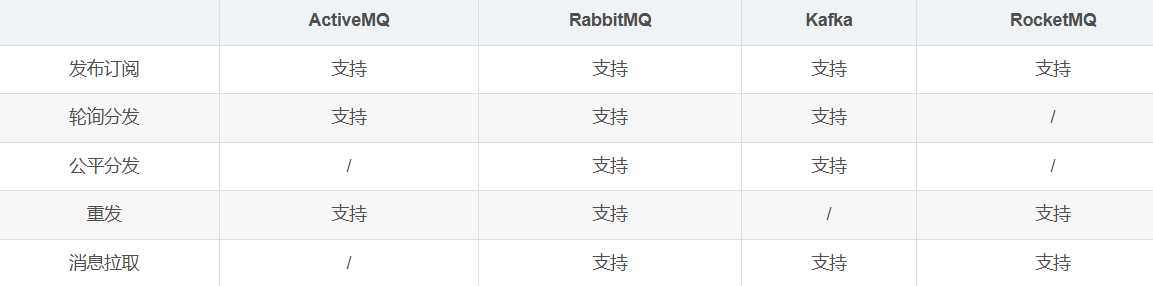 ActiveMQ RabbitMQ Kafka RocketMQ
发布订阅 支持 支持 支持 支持
轮询分发 支持 支持 支持 /
公平分发 / 支持 支持 /
重发 支持 支持 / 支持
消息拉取 / 支持 支持 支持